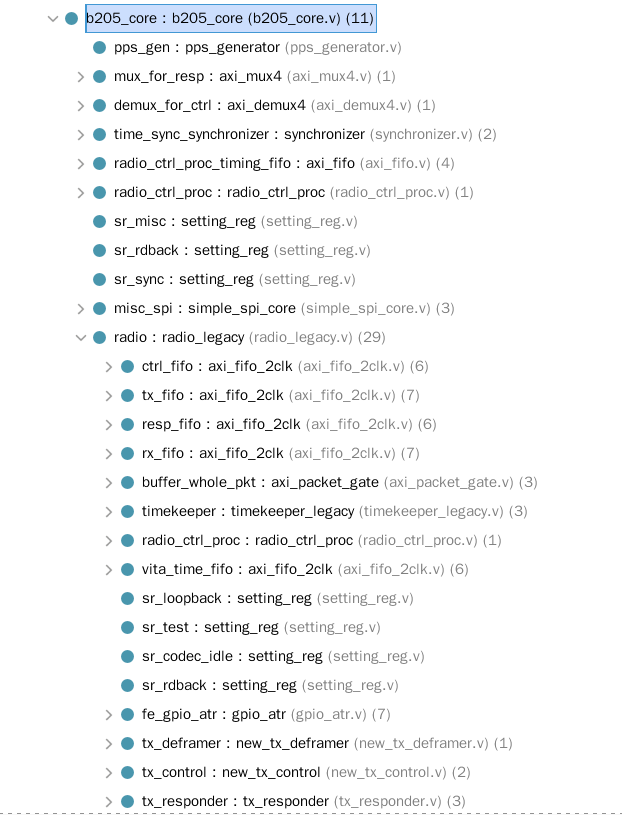 b205_core : b205_core (b205_core.v) (11)
pps_gen : pps_generator (pps_generator.v)
mux_for_resp : axi_mux4 (axi_mux4.v) (1)
demux_for_ctrl : axi_demux4 (axi_demux4.v) (1)
time_sync_synchronizer : synchronizer (synchronizer.v) (2)
radio_ctrl_proc_timing_fifo : axi_fifo (axi_fifo.v) (4)
radio_ctrl_proc : radio_ctrl_proc (radio_ctrl_proc.v) (1)
sr_misc : setting_reg (setting_reg.v)
sr_rdback : setting_reg (setting_reg.v)
sr_sync : setting_reg (setting_reg.v)
misc_spi : simple_spi_core (simple_spi_core.v) (3)
radio : radio_legacy (radio_legacy.v) (29)
ctrl_fifo : axi_fifo_2clk (axi_fifo_2clk.v) (6)
tx_fifo : axi_fifo_2clk (axi_fifo_2clk.v) (7)
resp_fifo : axi_fifo_2clk (axi_fifo_2clk.v) (6)
rx_fifo : axi_fifo_2clk (axi_fifo_2clk.v) (7)
buffer_whole_pkt : axi_packet_gate (axi_packet_gate.v) (3)
timekeeper : timekeeper_legacy (timekeeper_legacy.v) (3)
radio_ctrl_proc : radio_ctrl_proc (radio_ctrl_proc.v) (1)
vita_time_fifo : axi_fifo_2clk (axi_fifo_2clk.v) (6)
sr_loopback : setting_reg (setting_reg.v)
sr_test : setting_reg (setting_reg.v)
sr_codec_idle : setting_reg (setting_reg.v)
sr_rdback : setting_reg (setting_reg.v)
fe_gpio_atr : gpio_atr (gpio_atr.v) (7)
tx_deframer : new_tx_deframer (new_tx_deframer.v) (1)
tx_control : new_tx_control (new_tx_control.v) (2)
tx_responder : tx_responder (tx_responder.v) (3)